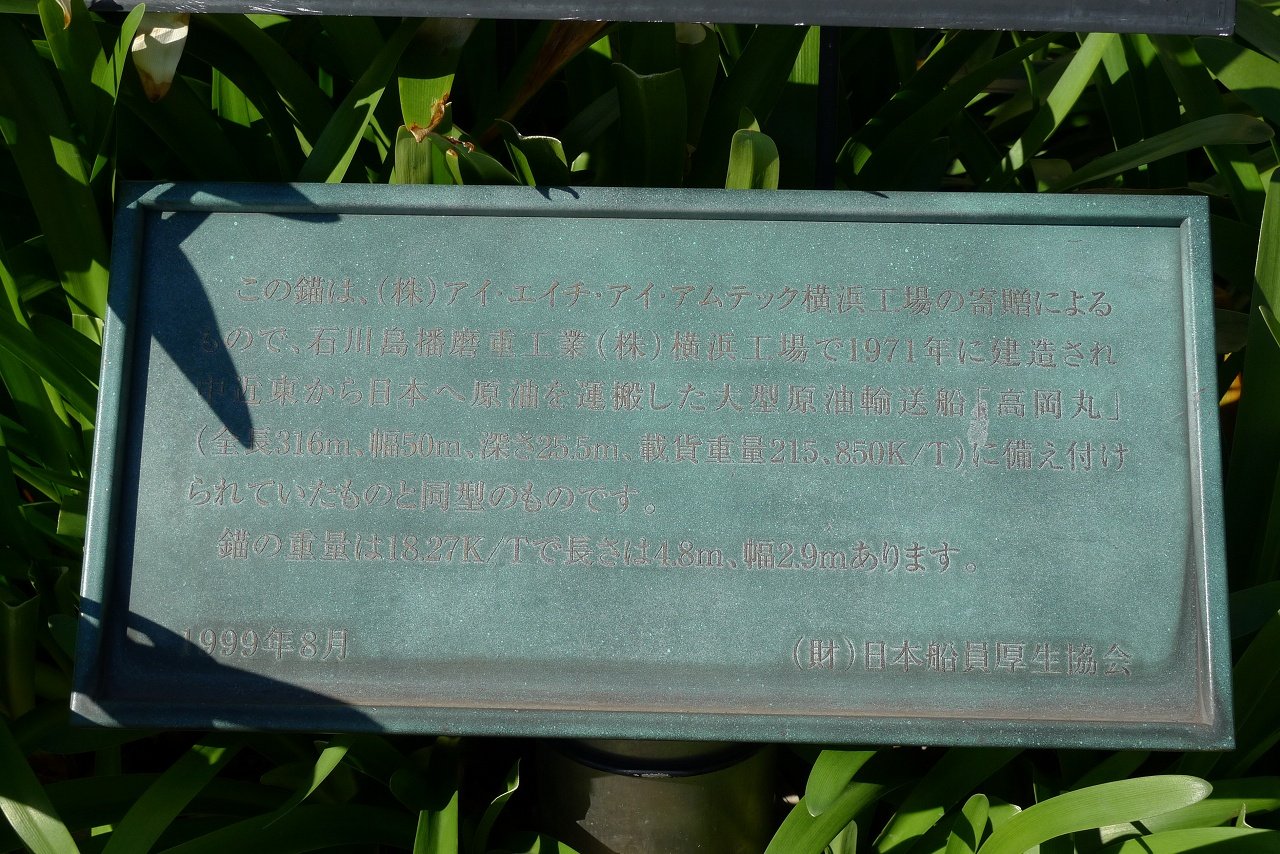 この錨は、(株)アイ・エイチ・アイ・アムテック横浜工場の寄贈による
もので、石川島播磨重工業(株)横浜工場で1971年に建造され
中近東から日本へ原油を運搬した大型原油輸送船「高岡丸」
(全長316m、幅50m、深さ25.5m、載貨重量215、850K/T)に備え付け
られていたものと同型のものです。
錨の重量は18.27K/Tで長さは4.8m、幅2.9mあります。
1999年8月
(財)日本船員厚生協会